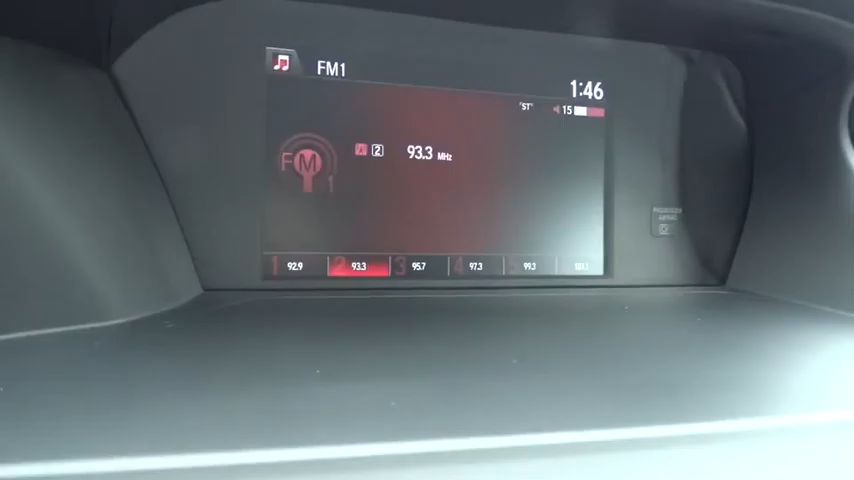 FM1
1:46
"ST" 15
FM 1
A 2 93.3 MHz
1 92.9 2 93.3 3 95.7 4 97.3 5 99.3 101.1
PASSENGER
AIRBAG